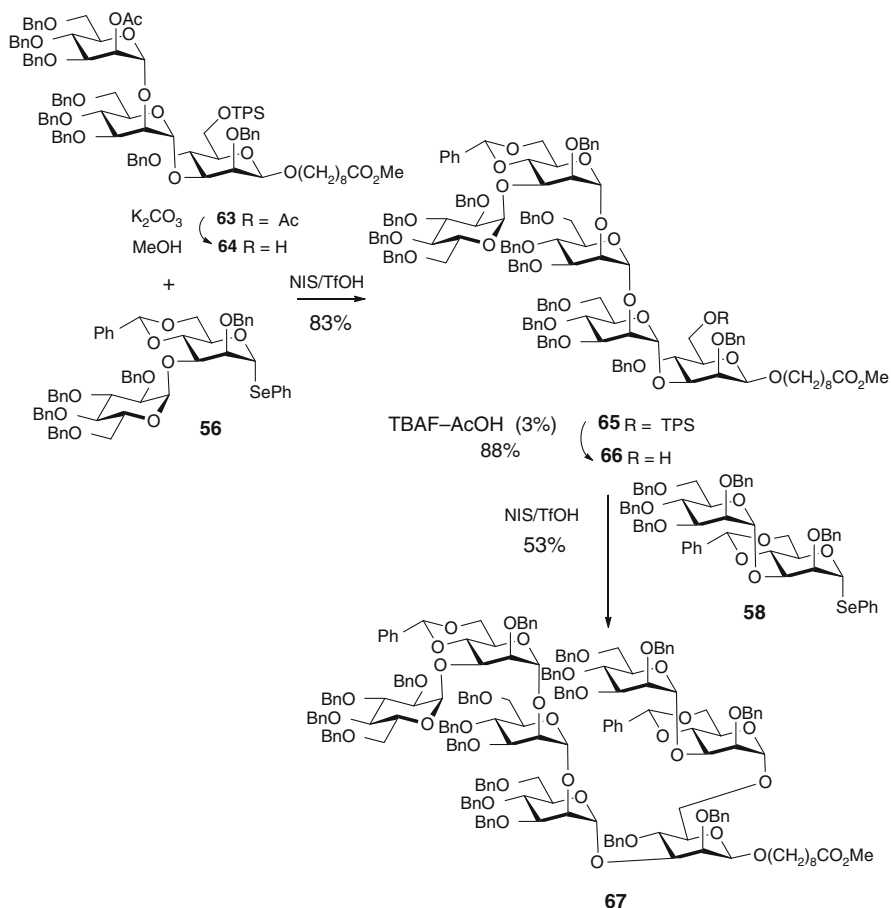 BnO
OAc
BnO
BnO
O
O
BnO
OTPS
BnO
O
OBn
BnO
O
BnO
O
O
O(CH2)8CO2Me
K2CO3 63 R = Ac
MeOH 64 R = H
+
NIS/TfOH
83%
Ph
O
O
O
OBn
O
BnO
SePh
BnO
BnO
O
BnO
56
Ph
O
O
O
OBn
O
BnO
O
BnO
BnO
O
BnO
BnO
O
BnO
BnO
O
BnO
O
BnO
O
BnO
OR
OBn
BnO
O
BnO
O
O
O(CH2)8CO2Me
TBAF–AcOH (3%) 65 R = TPS
88% 66 R = H
NIS/TfOH
53%
BnO
OBn
BnO
O
BnO
O
OBn
Ph
O
O
O
O
SePh
58
Ph
O
O
O
OBn
O
BnO
OBn
BnO
O
BnO
O
BnO
BnO
O
BnO
BnO
O
BnO
O
OBn
Ph
O
O
O
O
BnO
BnO
O
BnO
O
BnO
O
BnO
O
BnO
OBn
BnO
O
O
O
O(CH2)8CO2Me
67